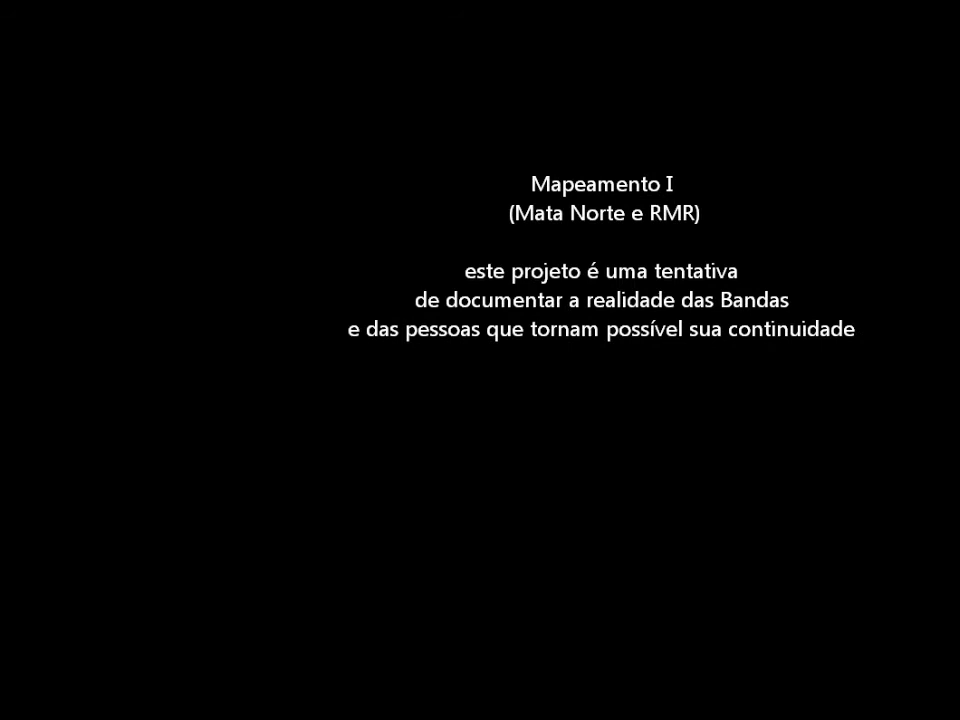 Mapeamento I
(Mata Norte e RMR)
este projeto é uma tentativa
de documentar a realidade das Bandas
e das pessoas que tornam possível sua continuidade